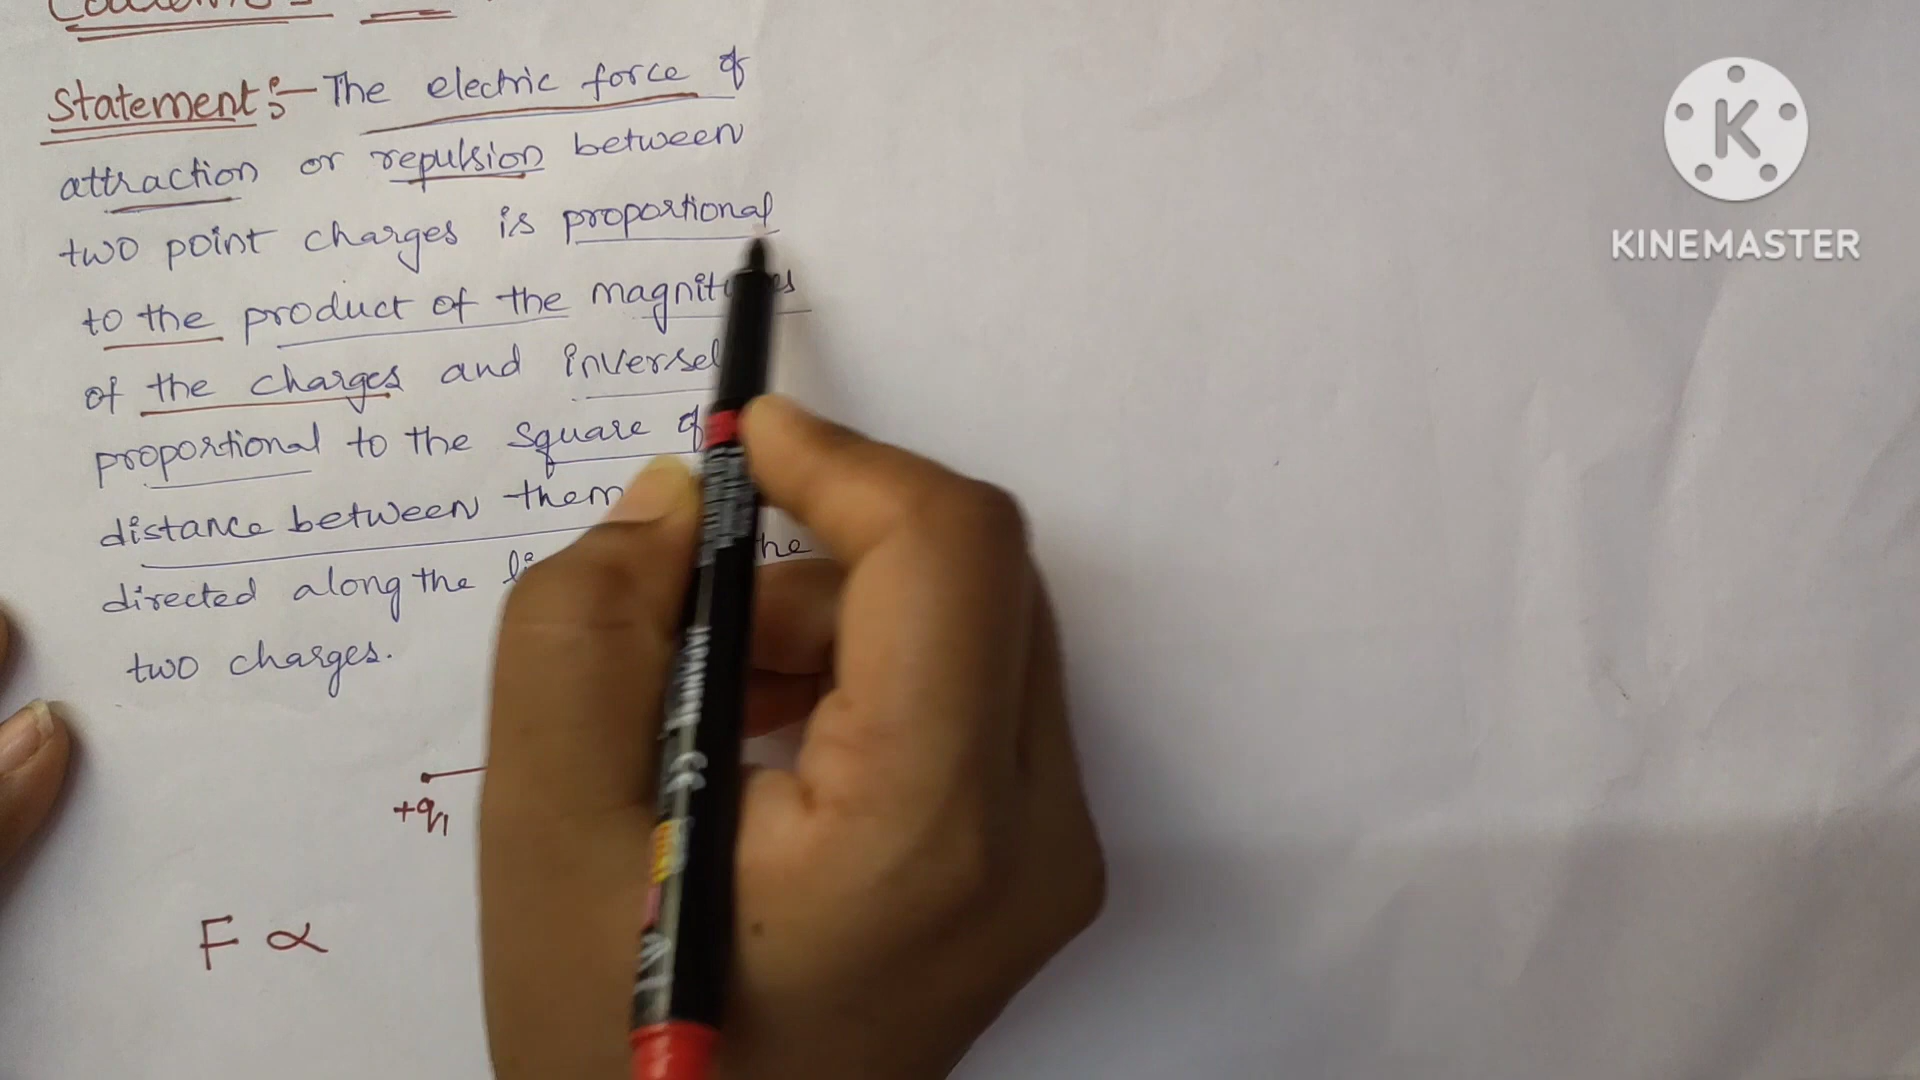 Statement :- The electric force of
attraction or repulsion between
two point charges is proportional
to the product of the magnitudes
of the charges and
proportional to the square of
distance between them
directed along the
two charges.
+q1
F ∝
K
KINEMASTER